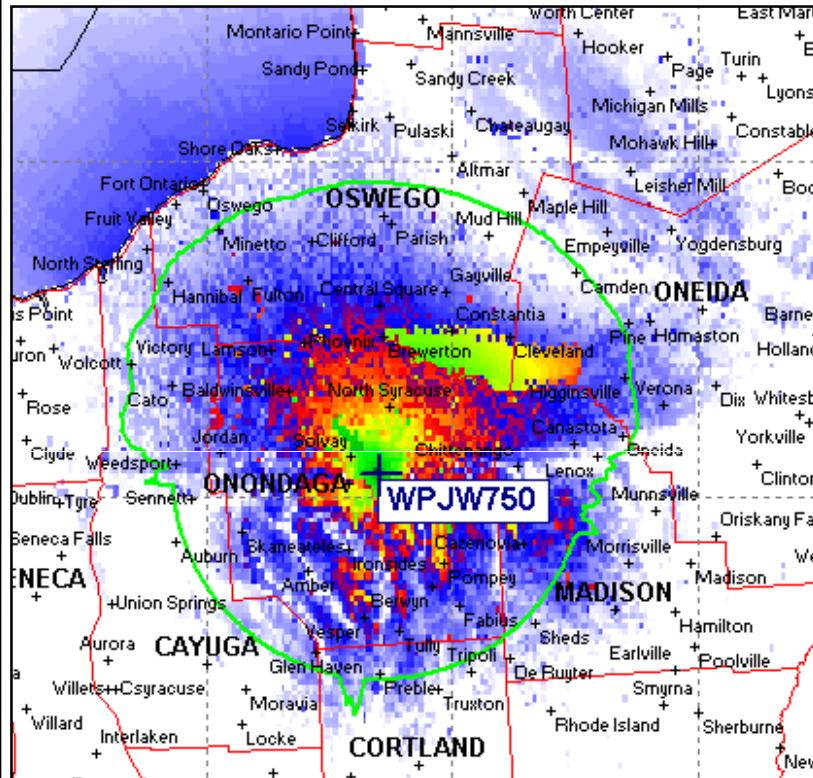 worth Center
East Mar
Montario Point
Mannsville
Hooker
Sandy Pond
Sandy Creek
Page
Turin
Lyons
Michigan Mills
Selkirk
Pulaski
Chateaugay
Constable
Shore Oaks
Mohawk Hill
Altmar
Leisher Mill
Boo
Fort Ontario
Oswego
OSWEGO
Maple Hill
Fruit Valley
Minetto
Clifford
Parish
Mud Hill
Empeyville
Yogdensburg
North Sterling
Gayville
Camden
ONEIDA
Hannibal
Fulton
Central Square
Constantia
Barne
s Point
Pine
Humaston
uron
Wolcott
Victory
Lamson
Phoenix
Brewerton
Cleveland
Holland
Rose
Cato
Baldwinsville
North Syracuse
Higginsville
Verona
Dix
Whitesb
Clyde
Jordan
Solvay
Chittenango
Canastota
Oneida
Yorkville
Weedsport
Lenox
Clinton
Dublin
Tyre
Sennett
ONONDAGA
WPJW750
Munnsville
Oriskany Fa
Seneca Falls
Auburn
Skaneateles
Cazenovia
Morrisville
We
ENECA
Amber
Ironsides
Pompey
MADISON
Madison
Union Springs
Berwyn
Fabius
Hamilton
Aurora
CAYUGA
Vesper
Tully
Sheds
Earlville
Poolville
Glen Haven
Tripoli
De Ruyter
Willets
Csyracuse
Moravia
Preble
Truxton
Smyrna
Willard
Locke
Rhode Island
Sherburne
Interlaken
CORTLAND
New